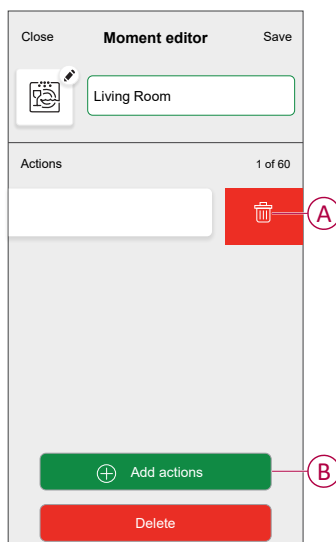 Close Moment editor Save
Living Room
Actions 1 of 60
A
Add actions
B
Delete